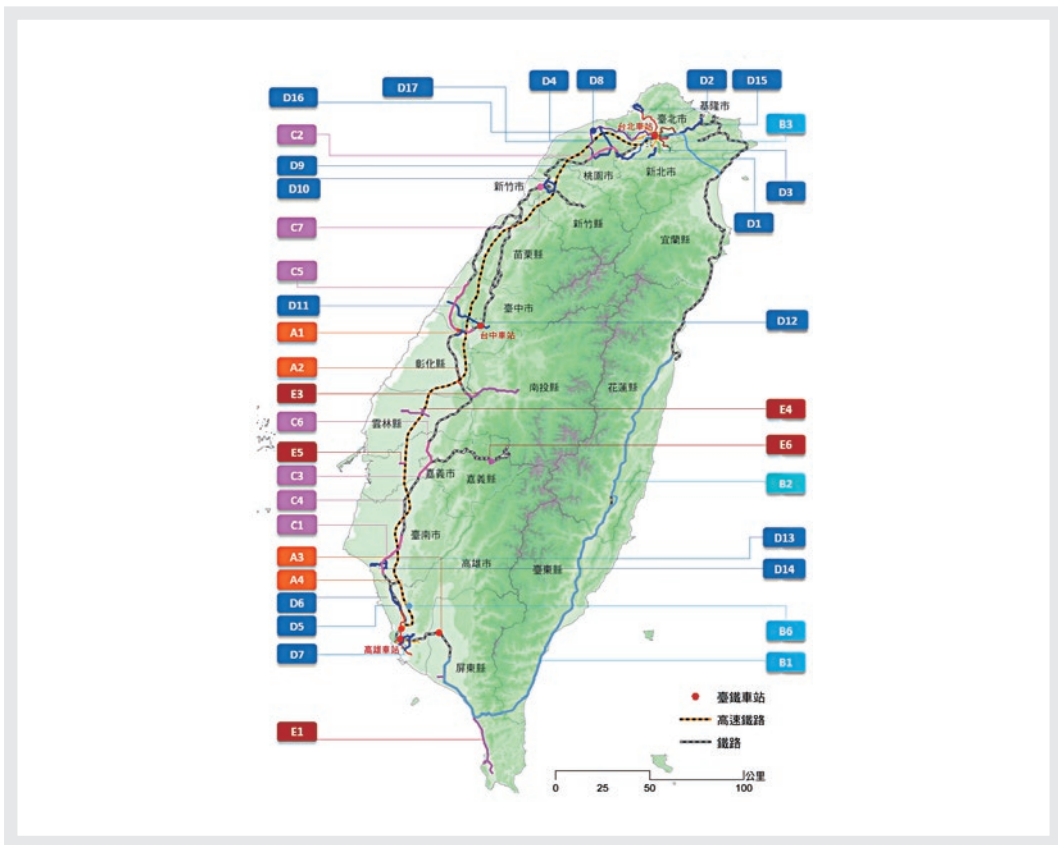 D17
D4
D8
D2
D15
D16
基隆市
臺北市
B3
台北車站
C2
D9
桃園市
新北市
D3
D10
新竹市
D1
新竹縣
宜蘭縣
C7
苗栗縣
C5
D11
臺中市
D12
A1
台中車站
A2
彰化縣
E3
南投縣
花蓮縣
E4
C6
雲林縣
E5
E6
C3
嘉義市
嘉義縣
B2
C4
C1
臺南市
D13
A3
高雄市
臺東縣
D14
A4
D6
D5
B6
D7
高雄車站
屏東縣
B1
臺鐵車站
高速鐵路
E1
鐵路
公里
0 25 50 100